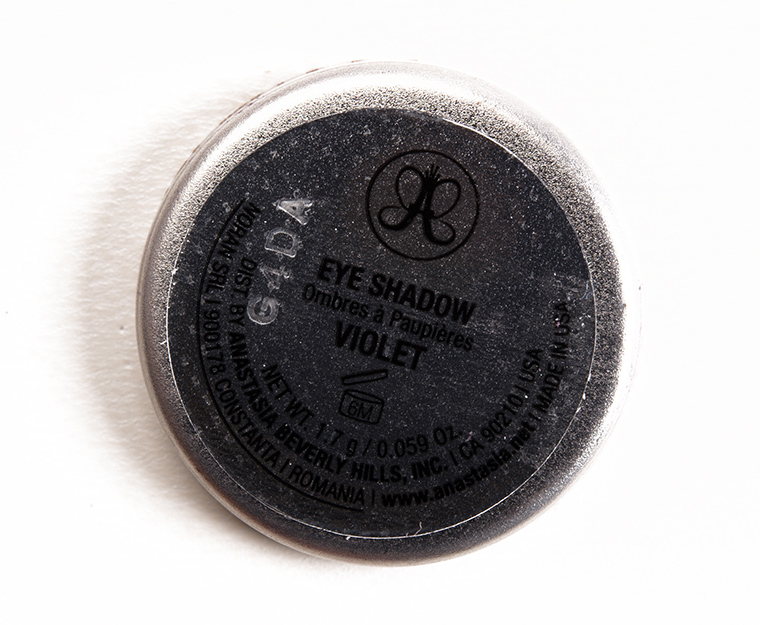 EYE SHADOW
Ombres à Paupières
VIOLET
6M
NET WT. 1.7 g / 0.059 Oz.
DIST. BY ANASTASIA BEVERLY HILLS, INC. | CA 90210 | USA
MOHAN SRL | 900178 CONSTANTA | ROMANIA | www.anastasia.net | MADE IN USA
G4DA